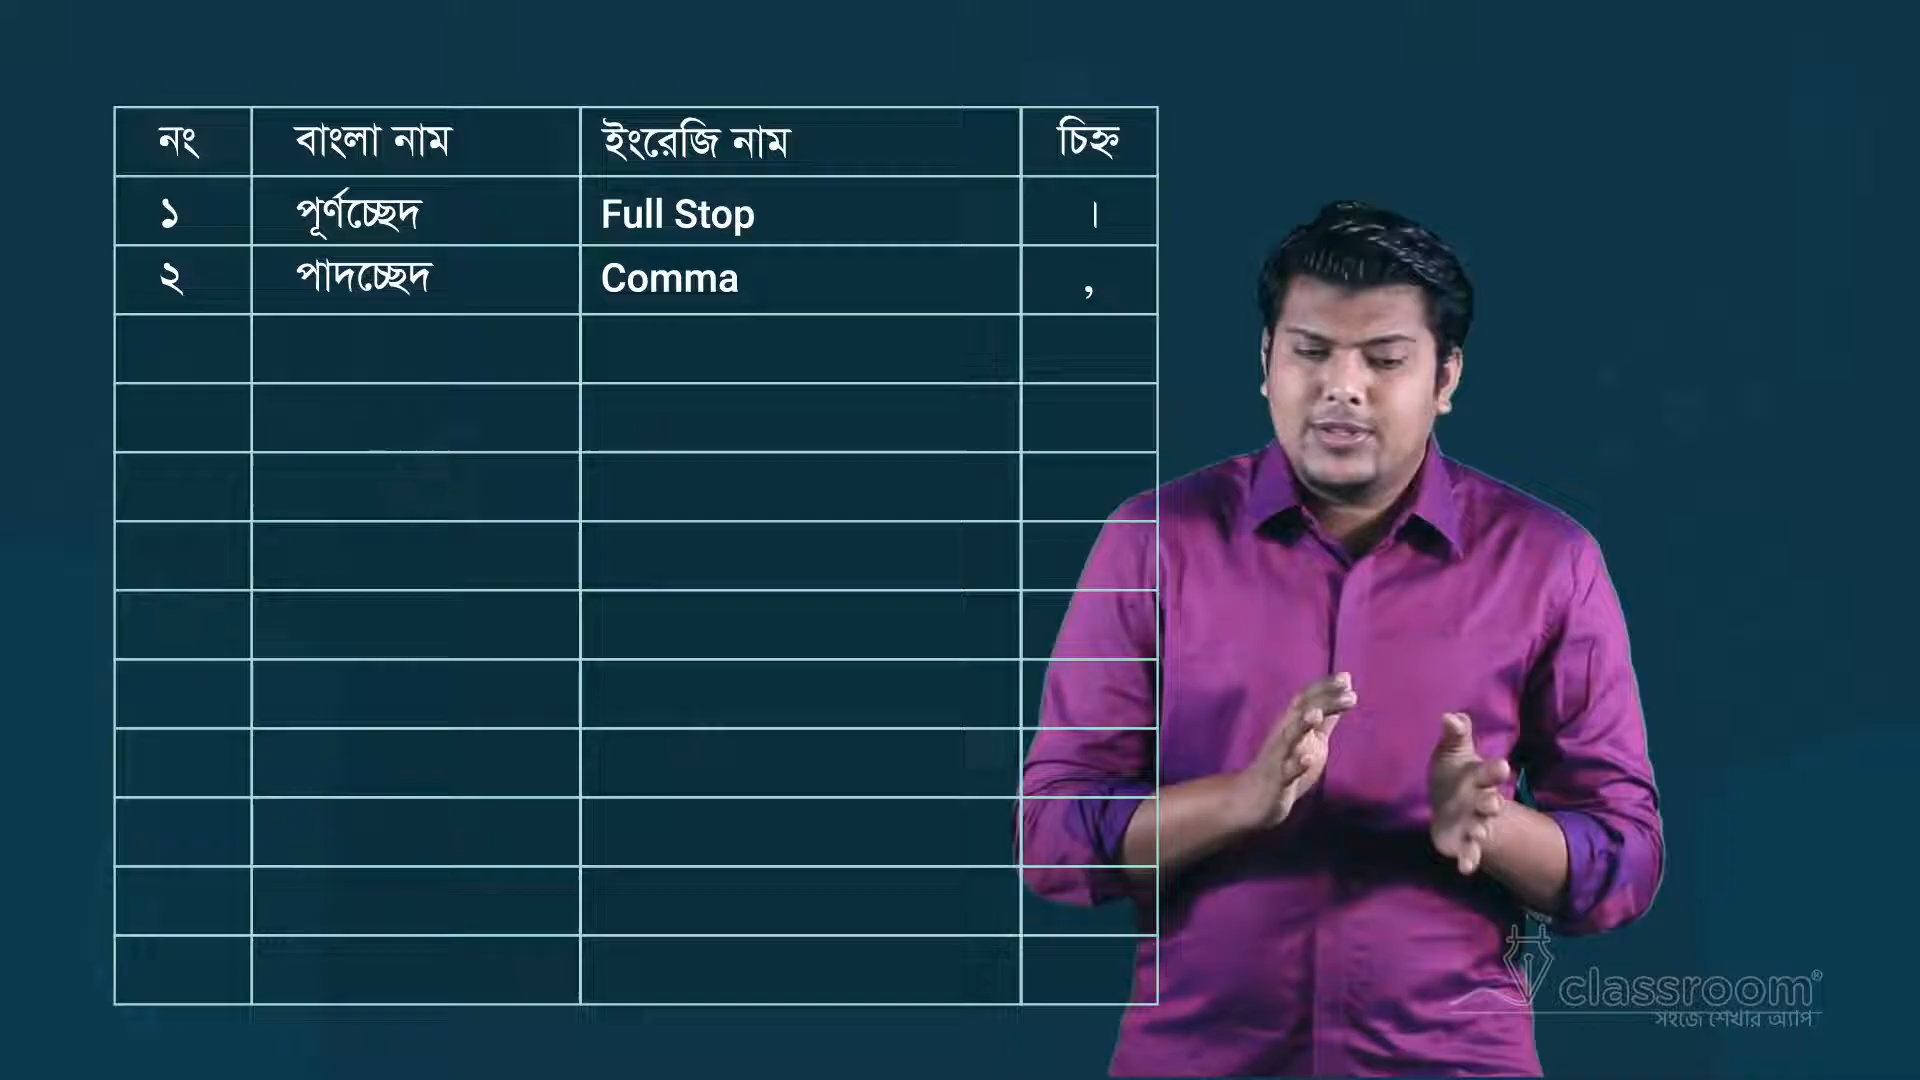 নং বাংলা নাম ইংরেজি নাম চিহ্ন
১ পূর্ণচ্ছেদ Full Stop ।
২ পাদচ্ছেদ Comma ,
classroom®
সহজে শেখার অ্যাপ